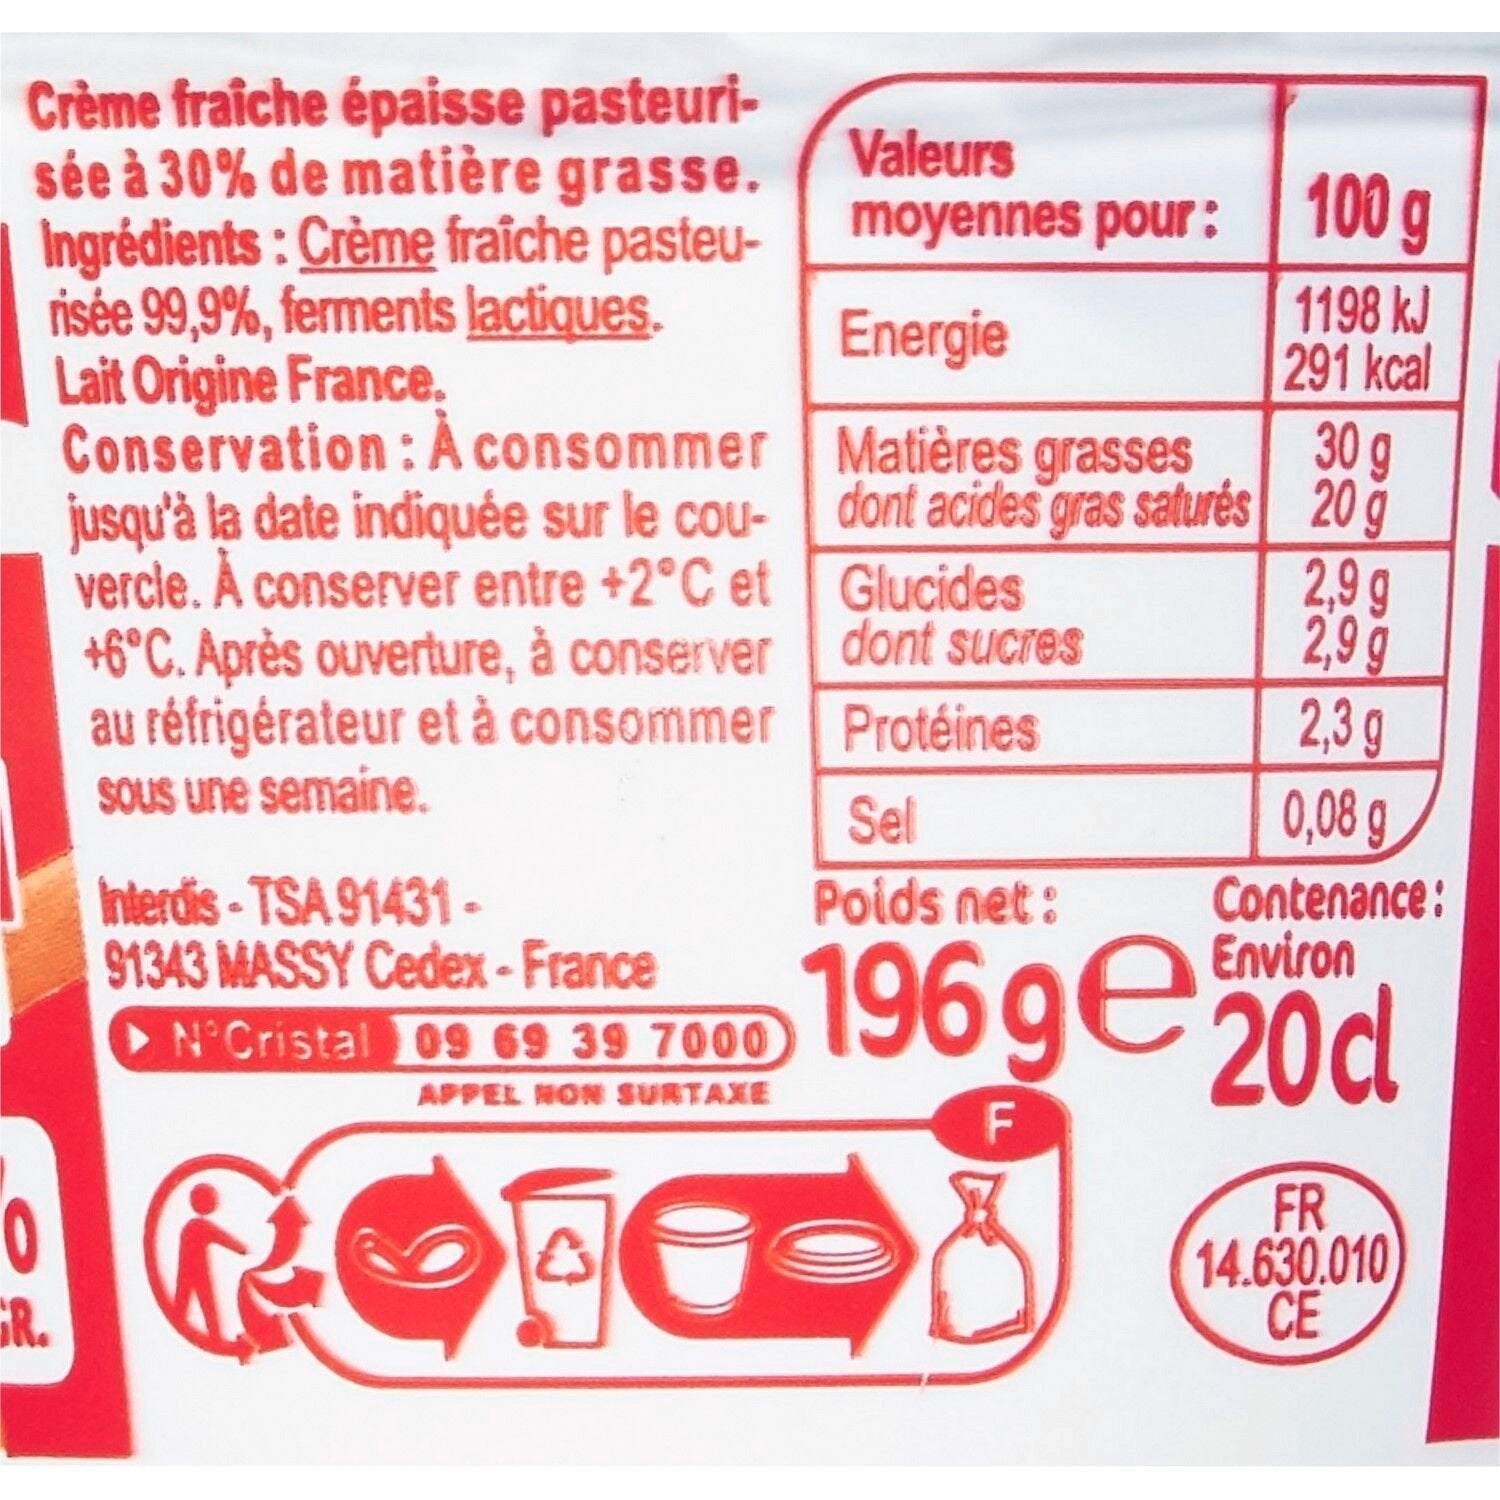 Crème fraîche épaisse pasteuri-
sée à 30% de matière grasse.
Ingrédients : Crème fraîche pasteu-
risée 99,9%, ferments lactiques.
Lait Origine France.
Conservation : À consommer
jusqu'à la date indiquée sur le cou-
vercle. À conserver entre +2°C et
+6°C. Après ouverture, à conserver
au réfrigérateur et à consommer
sous une semaine.
Interdis - TSA 91431 -
91343 MASSY Cedex - France
N°Cristal 09 69 39 7000
APPEL NON SURTAXE
Valeurs
moyennes pour : 100 g
Energie 1198 kJ
291 kcal
Matières grasses 30 g
dont acides gras saturés 20 g
Glucides 2,9 g
dont sucres 2,9 g
Protéines 2,3 g
Sel 0,08 g
Poids net :
196 g e
Contenance :
Environ
20 cl
F
FR
14.630.010
CE
%
GR.